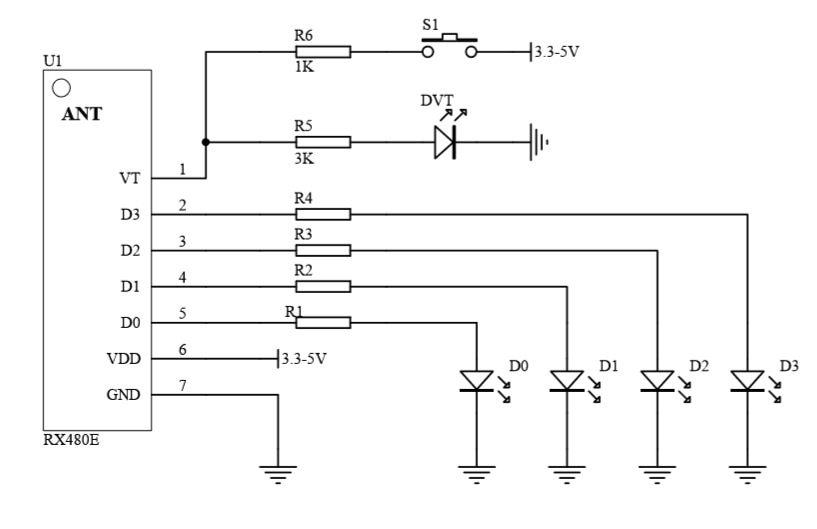 U1
ANT
RX480E
VT 1
D3 2
D2 3
D1 4
D0 5
VDD 6
GND 7
R6
1K
S1
3.3-5V
R5
3K
DVT
R4
R3
R2
R1
3.3-5V
D0
D1
D2
D3